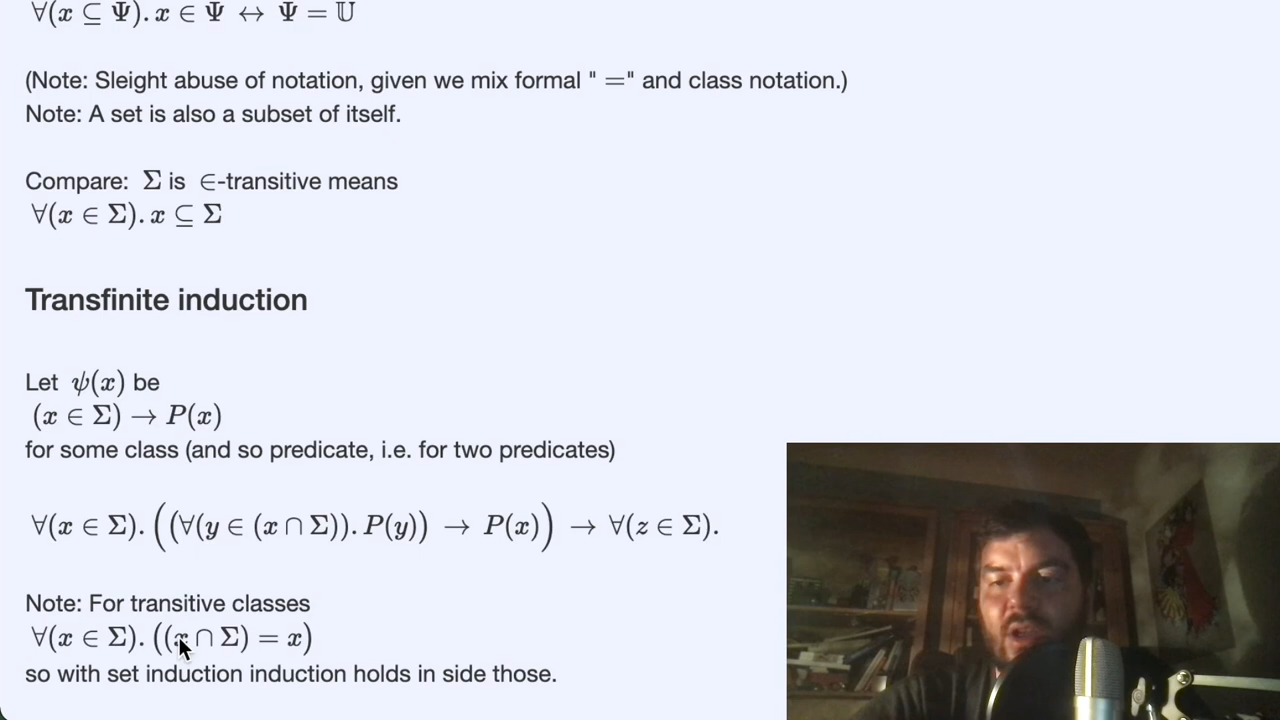 ∀(x ⊆ Ψ). x ∈ Ψ ↔ Ψ = 𝕌
(Note: Sleight abuse of notation, given we mix formal " =" and class notation.)
Note: A set is also a subset of itself.
Compare: Σ is ∈-transitive means
∀(x ∈ Σ). x ⊆ Σ
Transfinite induction
Let ψ(x) be
(x ∈ Σ) → P(x)
for some class (and so predicate, i.e. for two predicates)
∀(x ∈ Σ). ((∀(y ∈ (x ∩ Σ)). P(y)) → P(x)) → ∀(z ∈ Σ).
Note: For transitive classes
∀(x ∈ Σ). ((x ∩ Σ) = x)
so with set induction induction holds in side those.